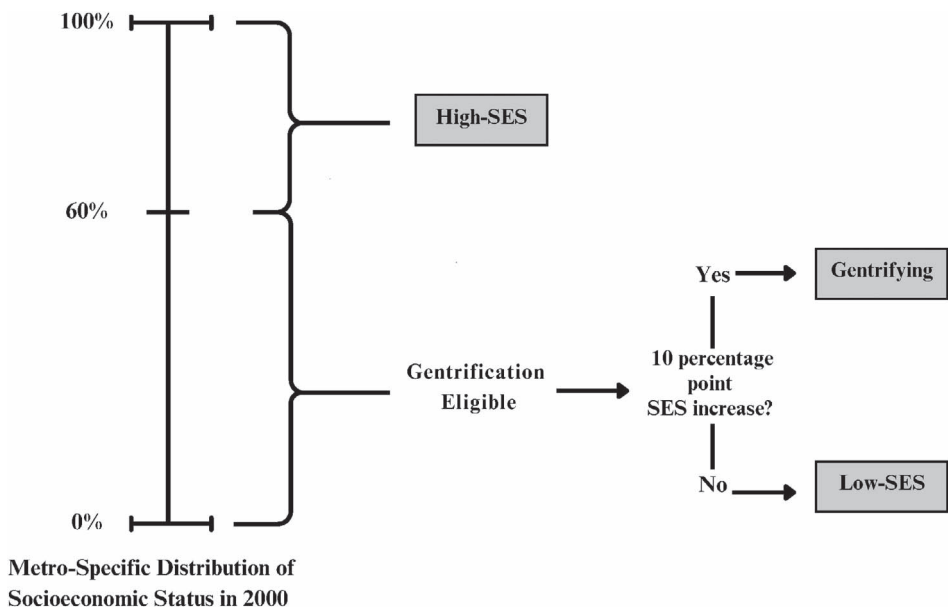 100%
High-SES
60%
Yes
Gentrifying
10 percentage
point
SES increase?
Gentrification
Eligible
No
Low-SES
0%
Metro-Specific Distribution of
Socioeconomic Status in 2000